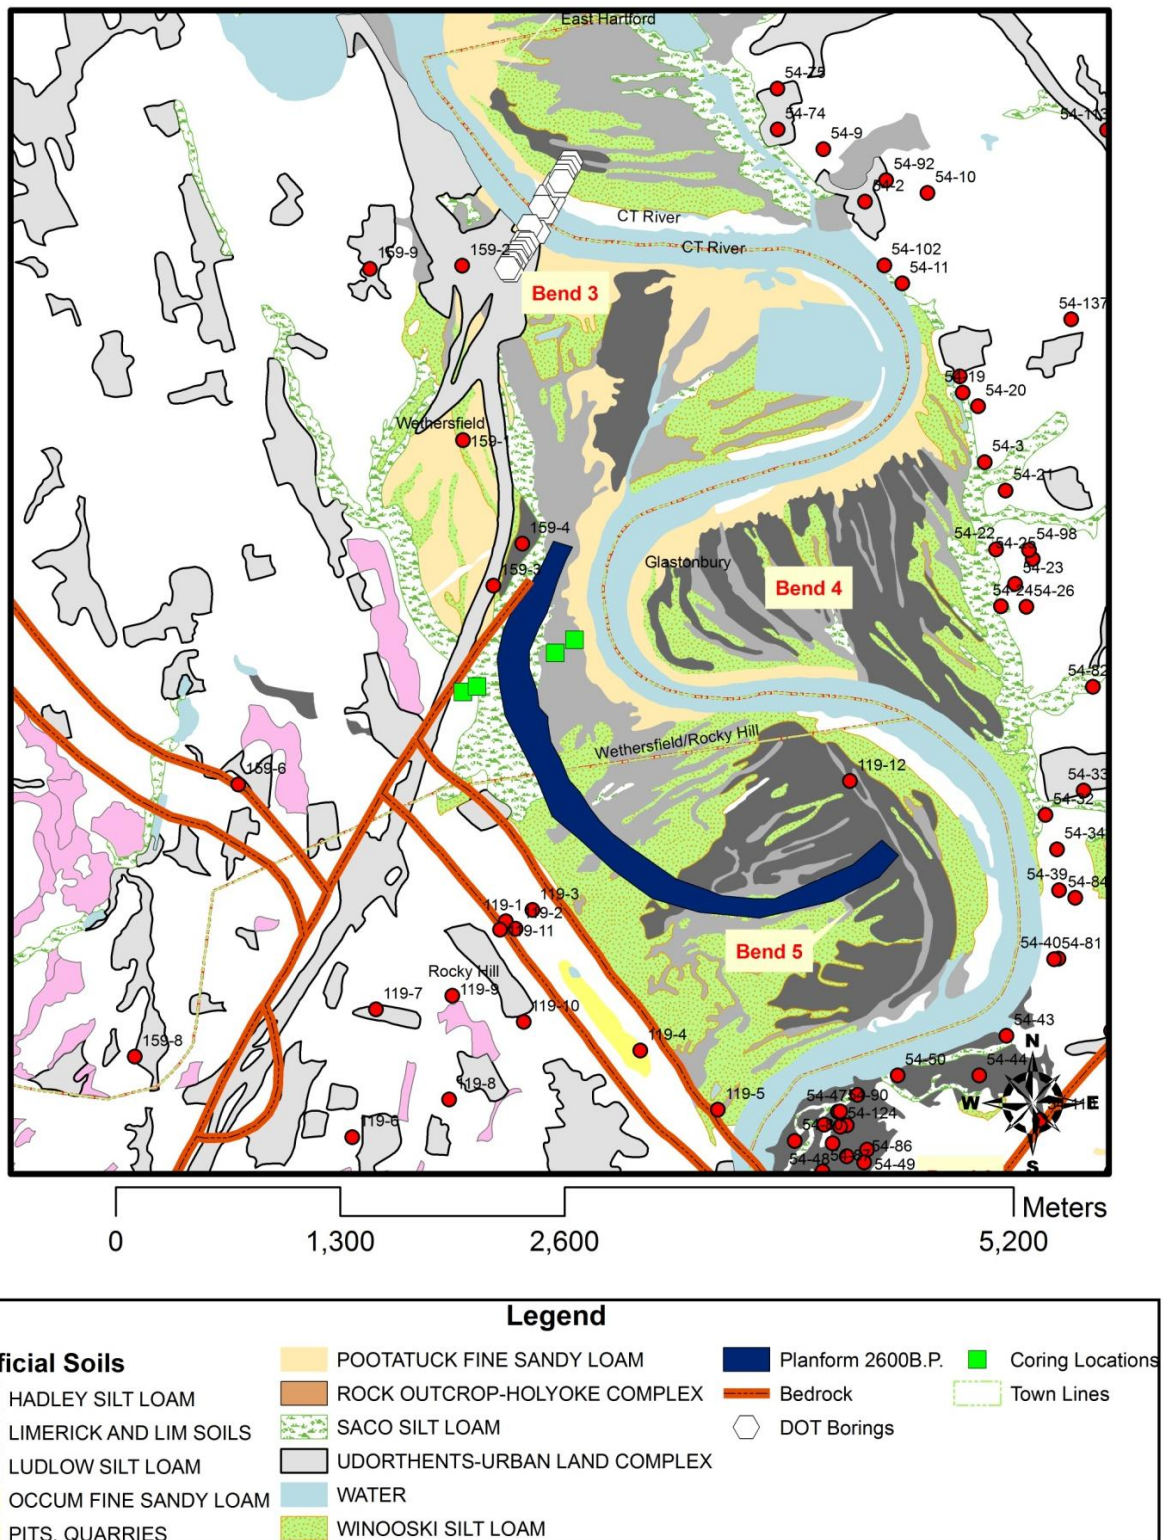 East Hartford
54-75
54-74
54-113
54-9
54-92
54-10
54-2
CT River
CT River
159-9
159-2
54-102
54-11
Bend 3
54-137
54-19
54-20
Wethersfield
159-1
54-3
54-21
159-4
54-22
54-25
54-98
54-23
Glastonbury
159-3
Bend 4
54-24
54-26
54-82
Wethersfield/Rocky Hill
159-6
119-12
54-33
54-32
54-34
54-39
54-84
119-3
119-1
119-2
119-11
Bend 5
54-40
54-81
Rocky Hill
119-9
119-7
119-10
54-43
N
119-4
159-8
54-50
54-44
119-8
119-5
54-47
54-90
W
E
54-124
119-6
54-86
54-48
54-49
S
Meters
0
1,300
2,600
5,200
Legend
ficial Soils
HADLEY SILT LOAM
LIMERICK AND LIM SOILS
LUDLOW SILT LOAM
OCCUM FINE SANDY LOAM
PITS, QUARRIES
POOTATUCK FINE SANDY LOAM
ROCK OUTCROP-HOLYOKE COMPLEX
SACO SILT LOAM
UDORTHENTS-URBAN LAND COMPLEX
WATER
WINOOSKI SILT LOAM
Planform 2600B.P.
Bedrock
DOT Borings
Coring Locations
Town Lines